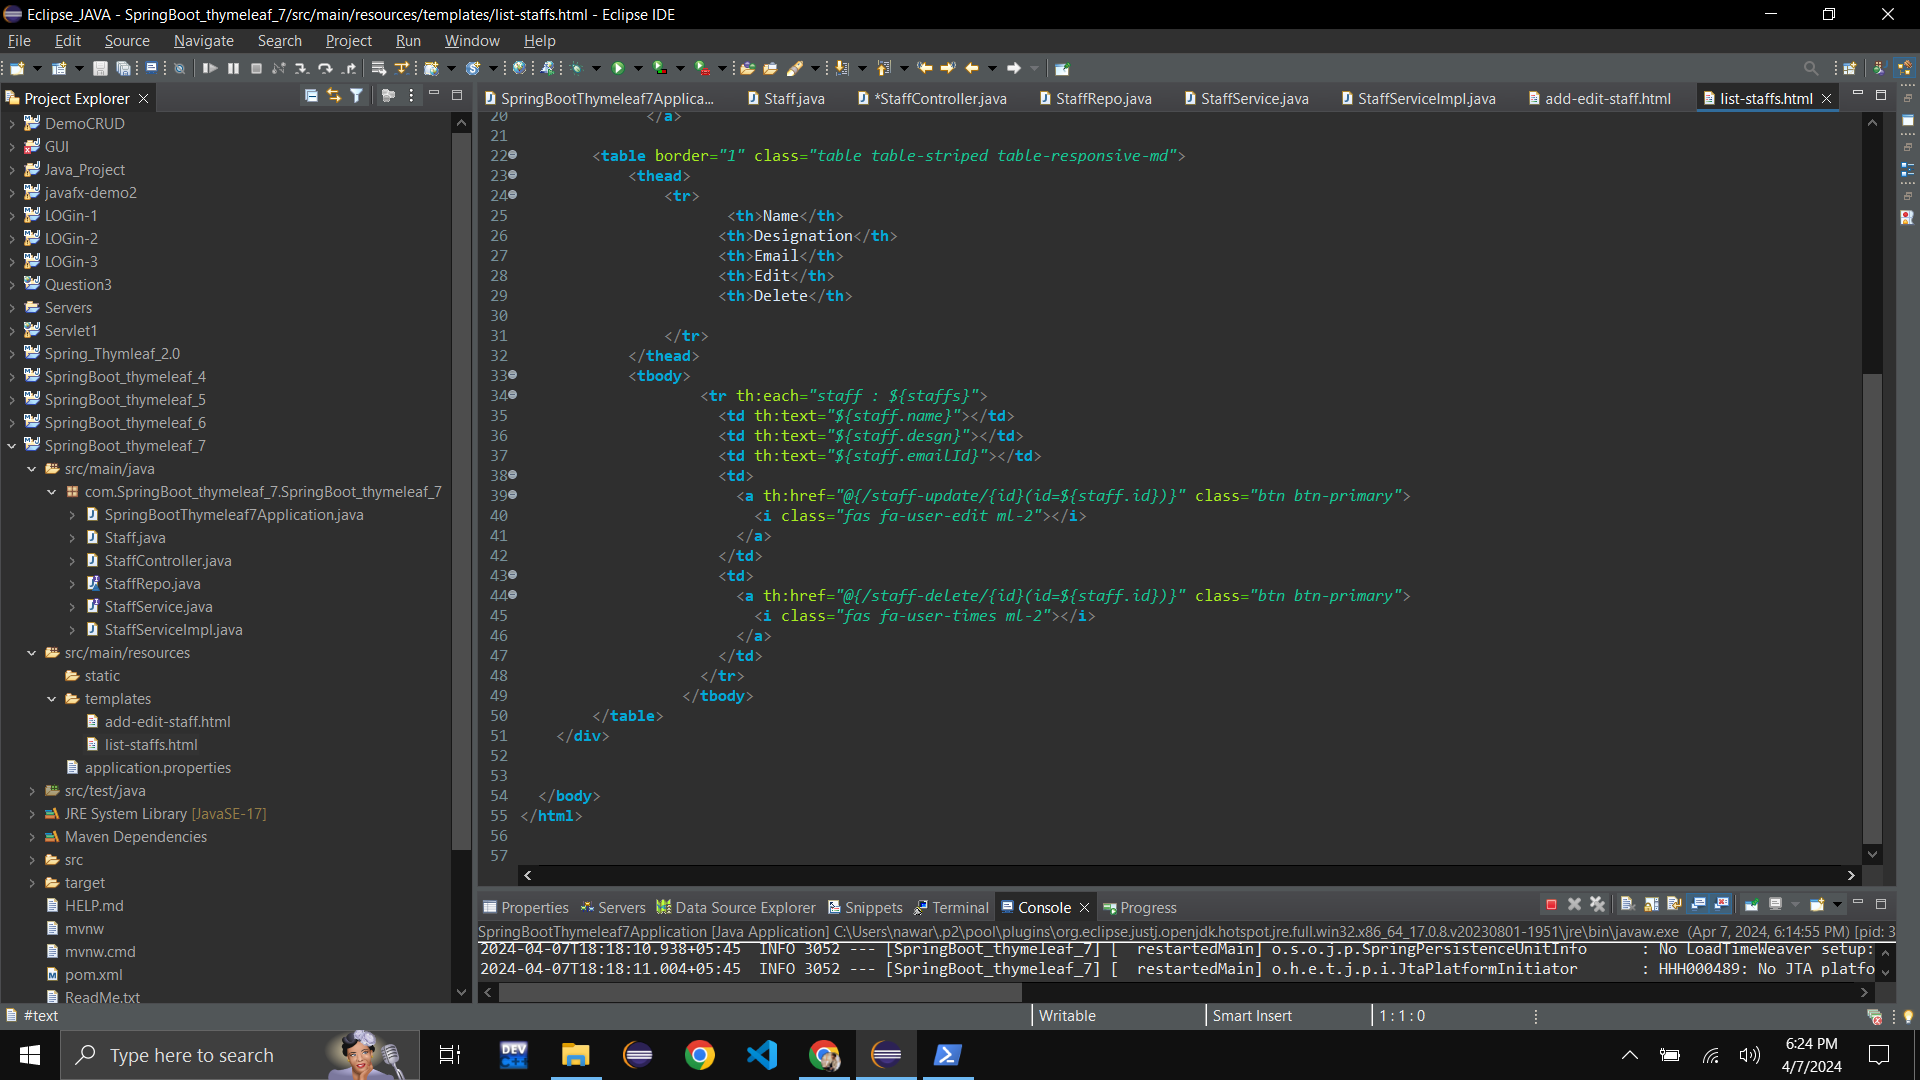 Eclipse_JAVA - SpringBoot_thymeleaf_7/src/main/resources/templates/list-staffs.html - Eclipse IDE
File Edit Source Navigate Search Project Run Window Help
Project Explorer
DemoCRUD
GUI
Java_Project
javafx-demo2
LOGin-1
LOGin-2
LOGin-3
Question3
Servers
Servlet1
Spring_Thymleaf_2.0
SpringBoot_thymeleaf_4
SpringBoot_thymeleaf_5
SpringBoot_thymeleaf_6
SpringBoot_thymeleaf_7
src/main/java
com.SpringBoot_thymeleaf_7.SpringBoot_thymeleaf_7
SpringBootThymeleaf7Application.java
Staff.java
StaffController.java
StaffRepo.java
StaffService.java
StaffServiceImpl.java
src/main/resources
static
templates
add-edit-staff.html
list-staffs.html
application.properties
src/test/java
JRE System Library [JavaSE-17]
Maven Dependencies
src
target
HELP.md
mvnw
mvnw.cmd
pom.xml
ReadMe.txt
SpringBootThymeleaf7Applica... Staff.java *StaffController.java StaffRepo.java StaffService.java StaffServiceImpl.java add-edit-staff.html list-staffs.html
20 </a>
21
22 <table border="1" class="table table-striped table-responsive-md">
23 <thead>
24 <tr>
25 <th>Name</th>
26 <th>Designation</th>
27 <th>Email</th>
28 <th>Edit</th>
29 <th>Delete</th>
30
31 </tr>
32 </thead>
33 <tbody>
34 <tr th:each="staff : ${staffs}">
35 <td th:text="${staff.name}"></td>
36 <td th:text="${staff.desgn}"></td>
37 <td th:text="${staff.emailId}"></td>
38 <td>
39 <a th:href="@{/staff-update/{id}(id=${staff.id})}" class="btn btn-primary">
40 <i class="fas fa-user-edit ml-2"></i>
41 </a>
42 </td>
43 <td>
44 <a th:href="@{/staff-delete/{id}(id=${staff.id})}" class="btn btn-primary">
45 <i class="fas fa-user-times ml-2"></i>
46 </a>
47 </td>
48 </tr>
49 </tbody>
50 </table>
51 </div>
52
53
54 </body>
55 </html>
56
57
Properties Servers Data Source Explorer Snippets Terminal Console Progress
SpringBootThymeleaf7Application [Java Application] C:\Users\nawar\.p2\pool\plugins\org.eclipse.justj.openjdk.hotspot.jre.full.win32.x86_64_17.0.8.v20230801-1951\jre\bin\javaw.exe (Apr 7, 2024, 6:14:55 PM) [pid: 3
2024-04-07T18:18:10.938+05:45 INFO 3052 --- [SpringBoot_thymeleaf_7] [ restartedMain] o.s.o.j.p.SpringPersistenceUnitInfo : No LoadTimeWeaver setup:
2024-04-07T18:18:11.004+05:45 INFO 3052 --- [SpringBoot_thymeleaf_7] [ restartedMain] o.h.e.t.j.p.i.JtaPlatformInitiator : HHH000489: No JTA platfo
#text Writable Smart Insert 1 : 1 : 0
Type here to search
DEV
C++
6:24 PM
4/7/2024